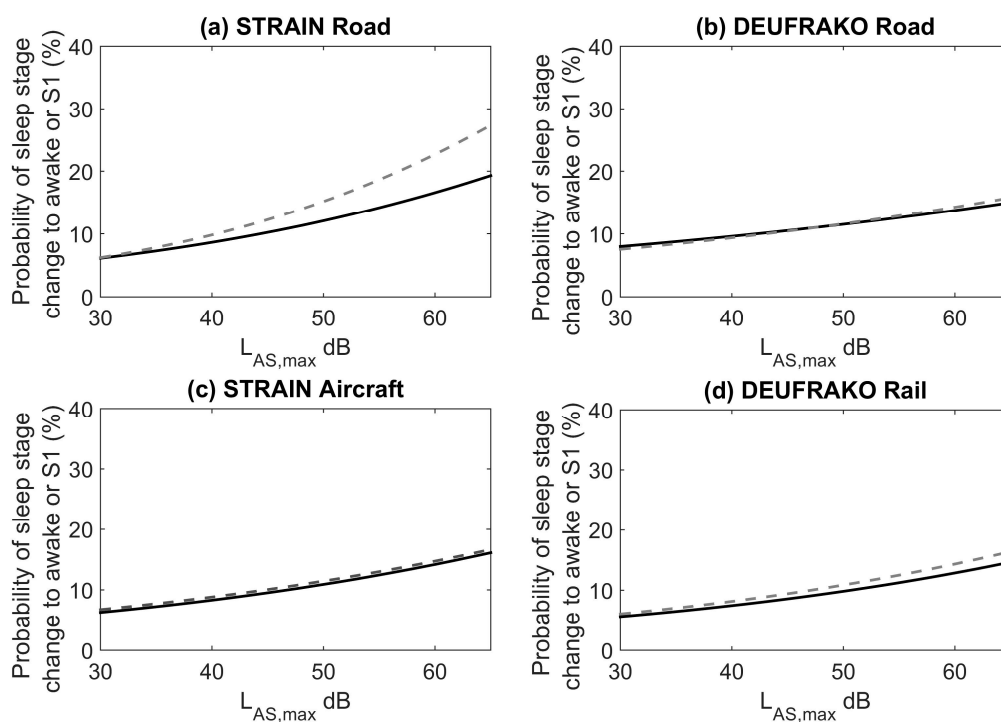 (a) STRAIN Road
40
30
20
10
0
Probability of sleep stage
change to awake or S1 (%)
30 40 50 60
L_AS,max dB
(b) DEUFRAKO Road
40
30
20
10
0
Probability of sleep stage
change to awake or S1 (%)
30 40 50 60
L_AS,max dB
(c) STRAIN Aircraft
40
30
20
10
0
Probability of sleep stage
change to awake or S1 (%)
30 40 50 60
L_AS,max dB
(d) DEUFRAKO Rail
40
30
20
10
0
Probability of sleep stage
change to awake or S1 (%)
30 40 50 60
L_AS,max dB